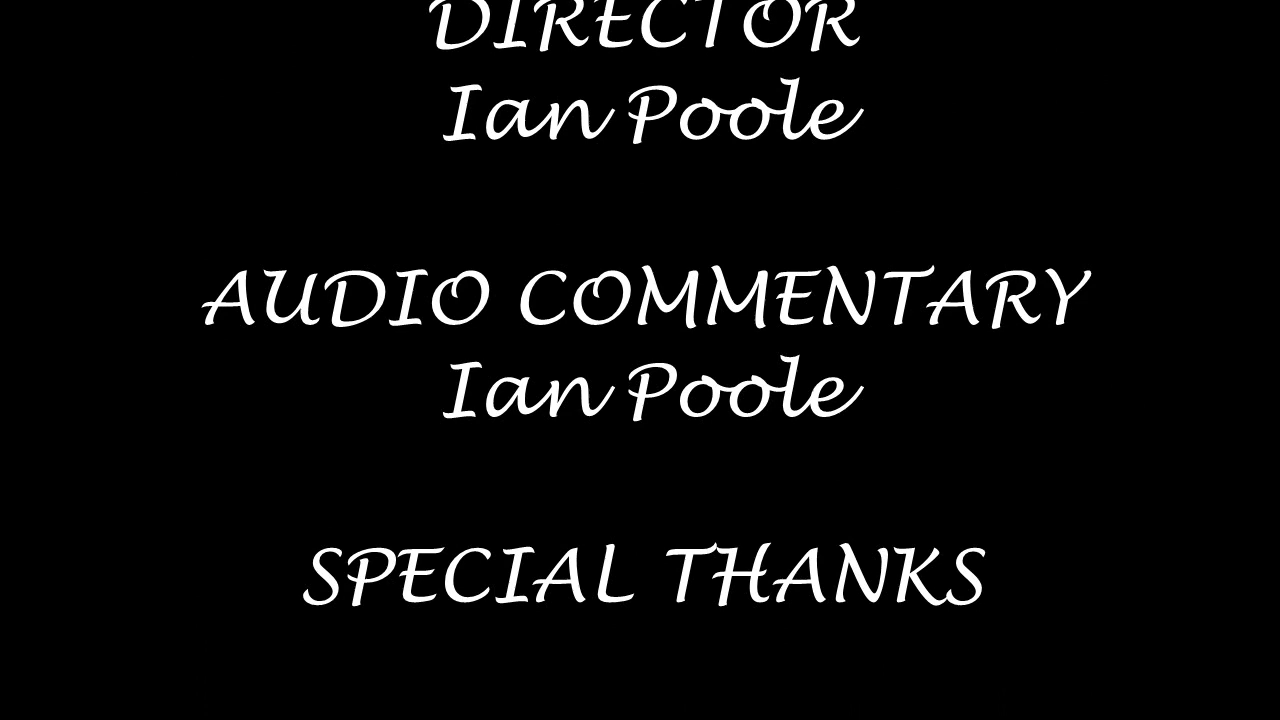 DIRECTOR
Ian Poole
AUDIO COMMENTARY
Ian Poole
SPECIAL THANKS